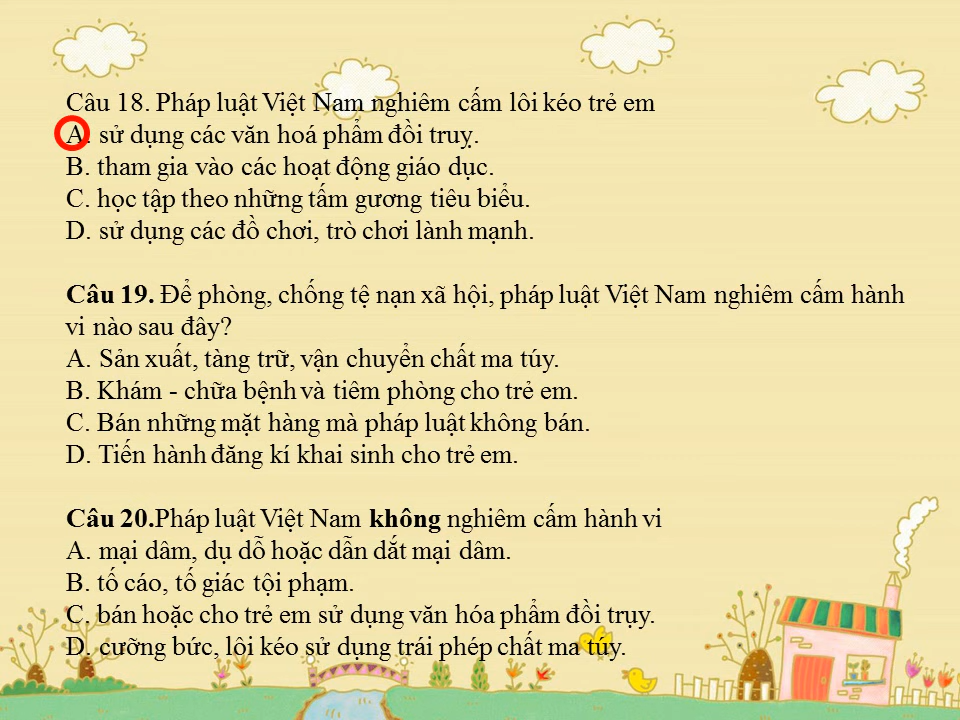 Câu 18. Pháp luật Việt Nam nghiêm cấm lôi kéo trẻ em
A. sử dụng các văn hoá phẩm đồi truỵ.
B. tham gia vào các hoạt động giáo dục.
C. học tập theo những tấm gương tiêu biểu.
D. sử dụng các đồ chơi, trò chơi lành mạnh.
Câu 19. Để phòng, chống tệ nạn xã hội, pháp luật Việt Nam nghiêm cấm hành
vi nào sau đây?
A. Sản xuất, tàng trữ, vận chuyển chất ma túy.
B. Khám - chữa bệnh và tiêm phòng cho trẻ em.
C. Bán những mặt hàng mà pháp luật không bán.
D. Tiến hành đăng kí khai sinh cho trẻ em.
Câu 20.Pháp luật Việt Nam không nghiêm cấm hành vi
A. mại dâm, dụ dỗ hoặc dẫn dắt mại dâm.
B. tố cáo, tố giác tội phạm.
C. bán hoặc cho trẻ em sử dụng văn hóa phẩm đồi trụy.
D. cưỡng bức, lôi kéo sử dụng trái phép chất ma túy.